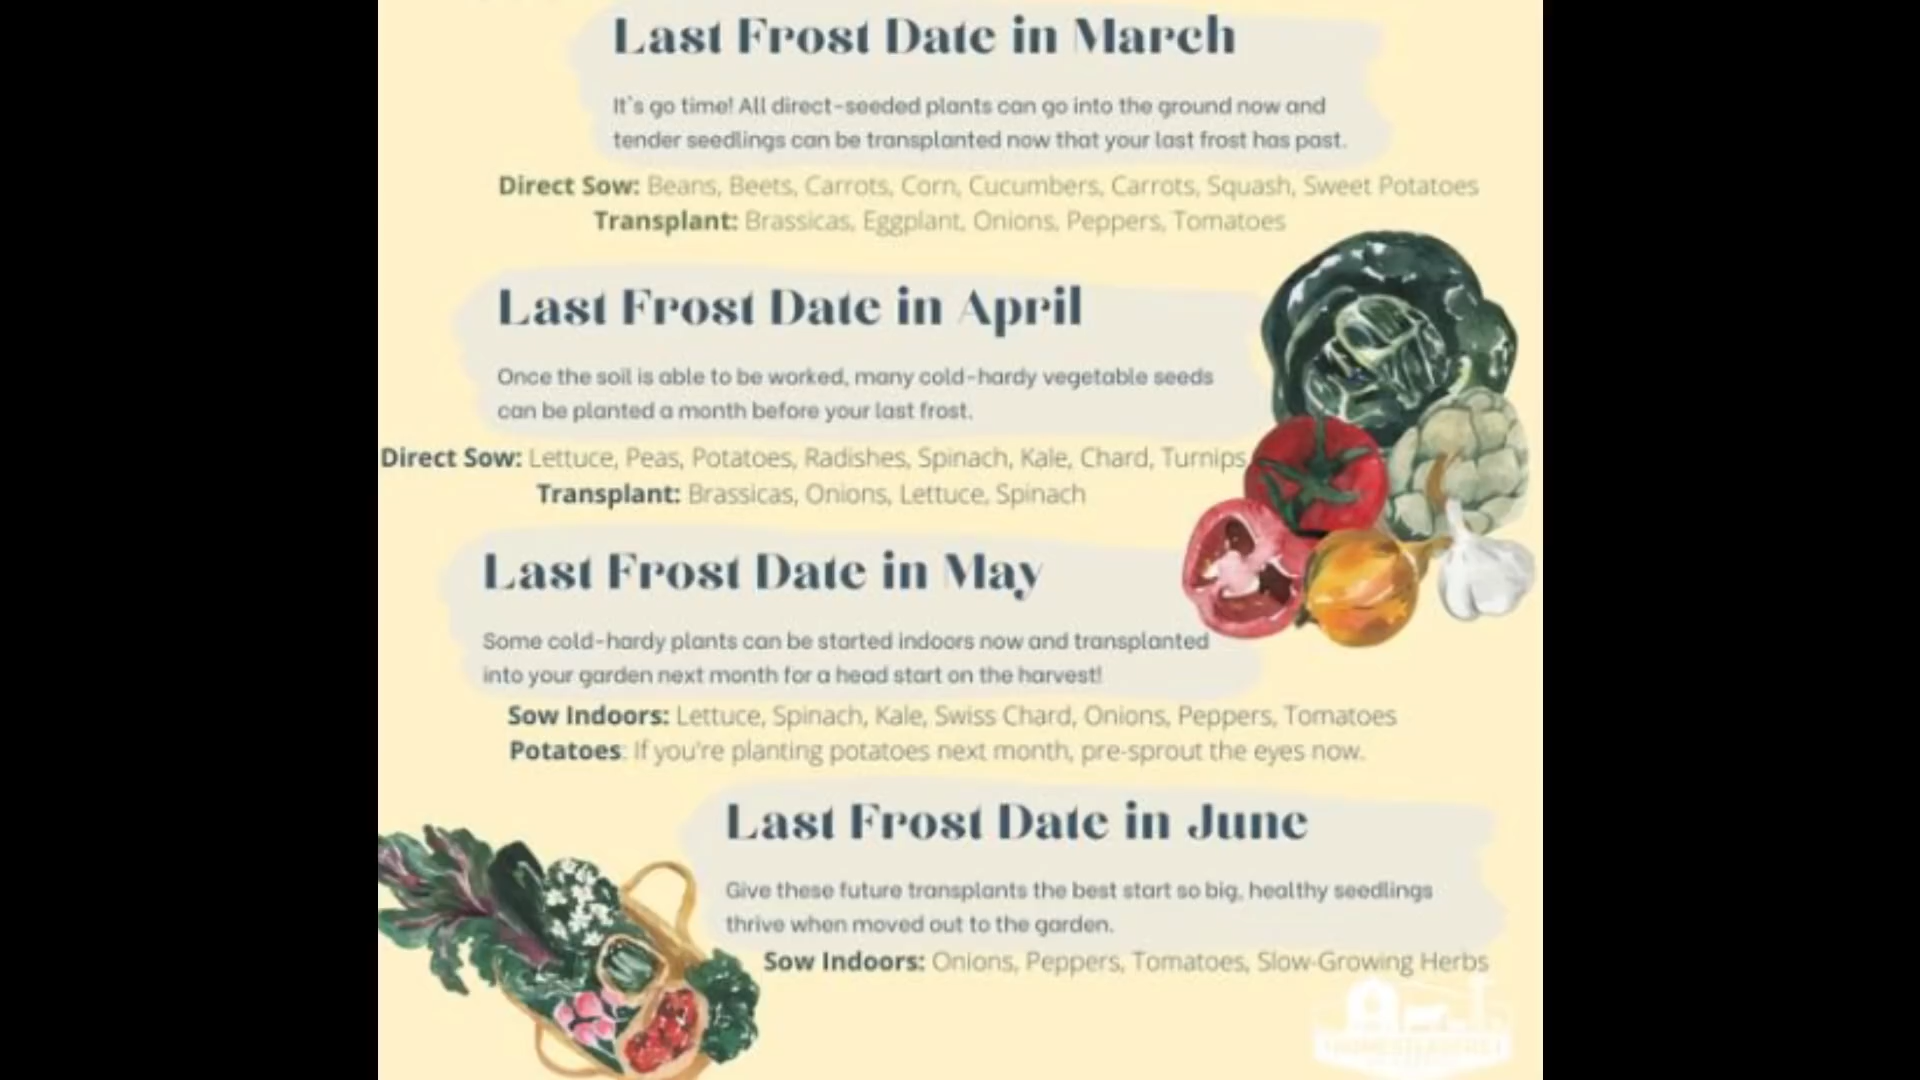 Last Frost Date in March
It's go time! All direct-seeded plants can go into the ground now and
tender seedlings can be transplanted now that your last frost has past.
Direct Sow: Beans, Beets, Carrots, Corn, Cucumbers, Carrots, Squash, Sweet Potatoes
Transplant: Brassicas, Eggplant, Onions, Peppers, Tomatoes
Last Frost Date in April
Once the soil is able to be worked, many cold-hardy vegetable seeds
can be planted a month before your last frost.
Direct Sow: Lettuce, Peas, Potatoes, Radishes, Spinach, Kale, Chard, Turnips
Transplant: Brassicas, Onions, Lettuce, Spinach
Last Frost Date in May
Some cold-hardy plants can be started indoors now and transplanted
into your garden next month for a head start on the harvest!
Sow Indoors: Lettuce, Spinach, Kale, Swiss Chard, Onions, Peppers, Tomatoes
Potatoes: If you're planting potatoes next month, pre-sprout the eyes now.
Last Frost Date in June
Give these future transplants the best start so big, healthy seedlings
thrive when moved out to the garden.
Sow Indoors: Onions, Peppers, Tomatoes, Slow-Growing Herbs